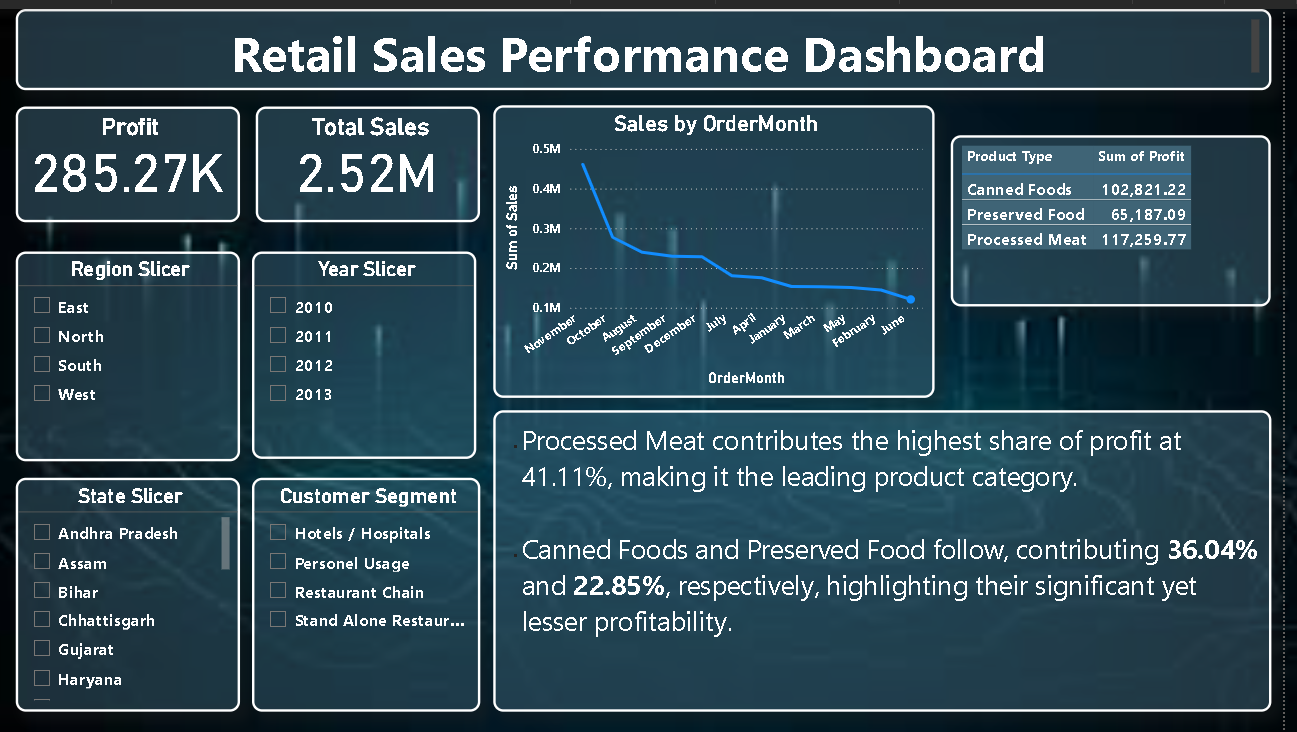 Retail Sales Performance Dashboard
Profit
285.27K
Total Sales
2.52M
Sales by OrderMonth
0.5M
0.4M
0.3M
0.2M
0.1M
Sum of Sales
November
October
August
September
December
July
April
January
March
May
February
June
OrderMonth
Product Type Sum of Profit
Canned Foods 102,821.22
Preserved Food 65,187.09
Processed Meat 117,259.77
Region Slicer
East
North
South
West
Year Slicer
2010
2011
2012
2013
State Slicer
Andhra Pradesh
Assam
Bihar
Chhattisgarh
Gujarat
Haryana
Customer Segment
Hotels / Hospitals
Personel Usage
Restaurant Chain
Stand Alone Restaur...
Processed Meat contributes the highest share of profit at
41.11%, making it the leading product category.
Canned Foods and Preserved Food follow, contributing 36.04%
and 22.85%, respectively, highlighting their significant yet
lesser profitability.